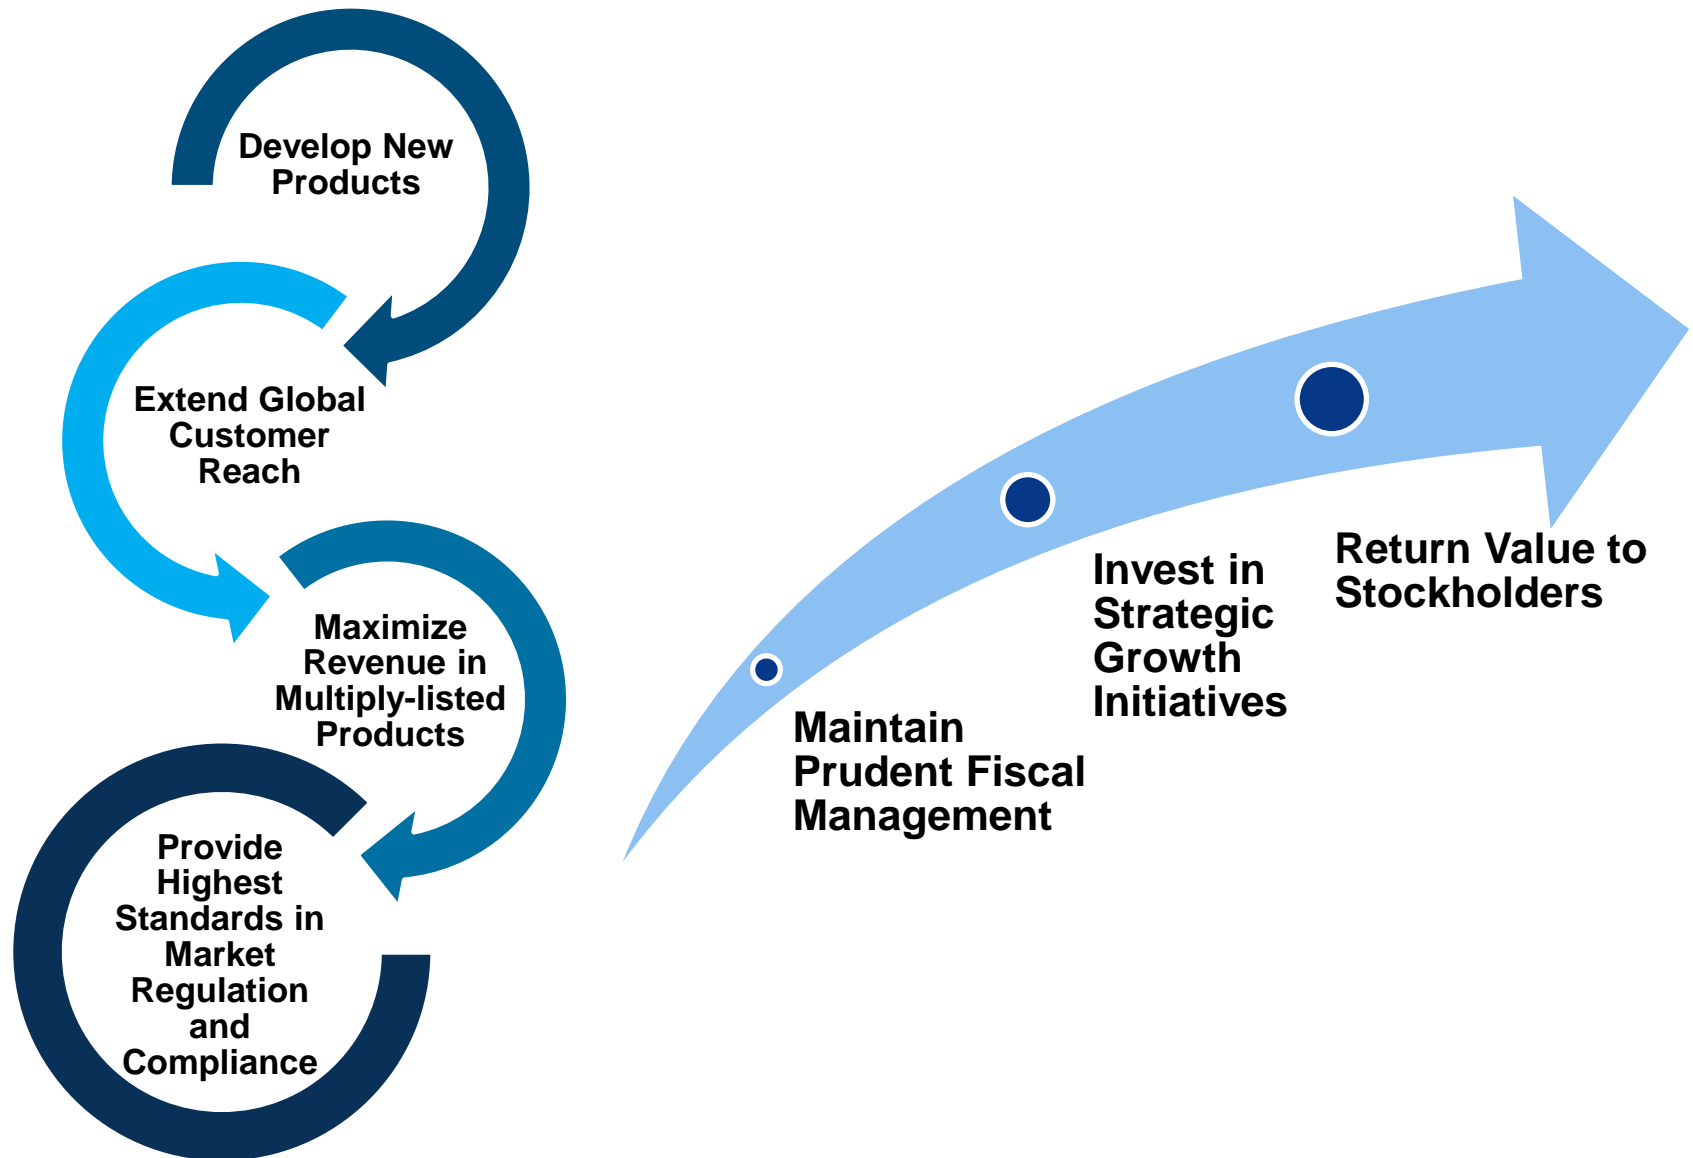 Develop New
Products
Extend Global
Customer
Reach
Maximize
Revenue in
Multiply-listed
Products
Provide
Highest
Standards in
Market
Regulation
and
Compliance
Maintain
Prudent Fiscal
Management
Invest in
Strategic
Growth
Initiatives
Return Value to
Stockholders